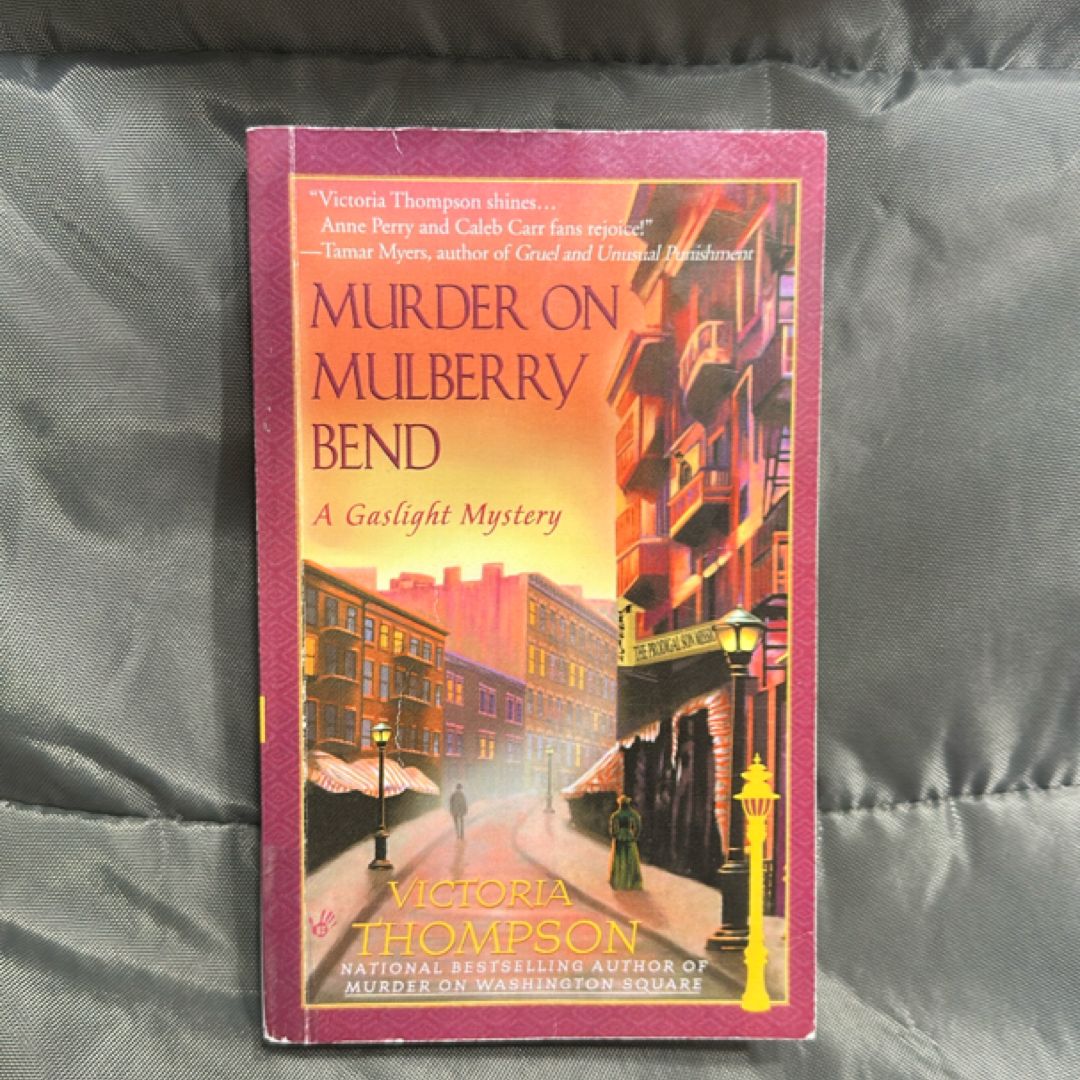 “Victoria Thompson shines…
Anne Perry and Caleb Carr fans rejoice!”
—Tamar Myers, author of Gruel and Unusual Punishment
MURDER ON
MULBERRY
BEND
A Gaslight Mystery
THE PRODIGAL SON
VICTORIA
THOMPSON
NATIONAL BESTSELLING AUTHOR OF
MURDER ON WASHINGTON SQUARE